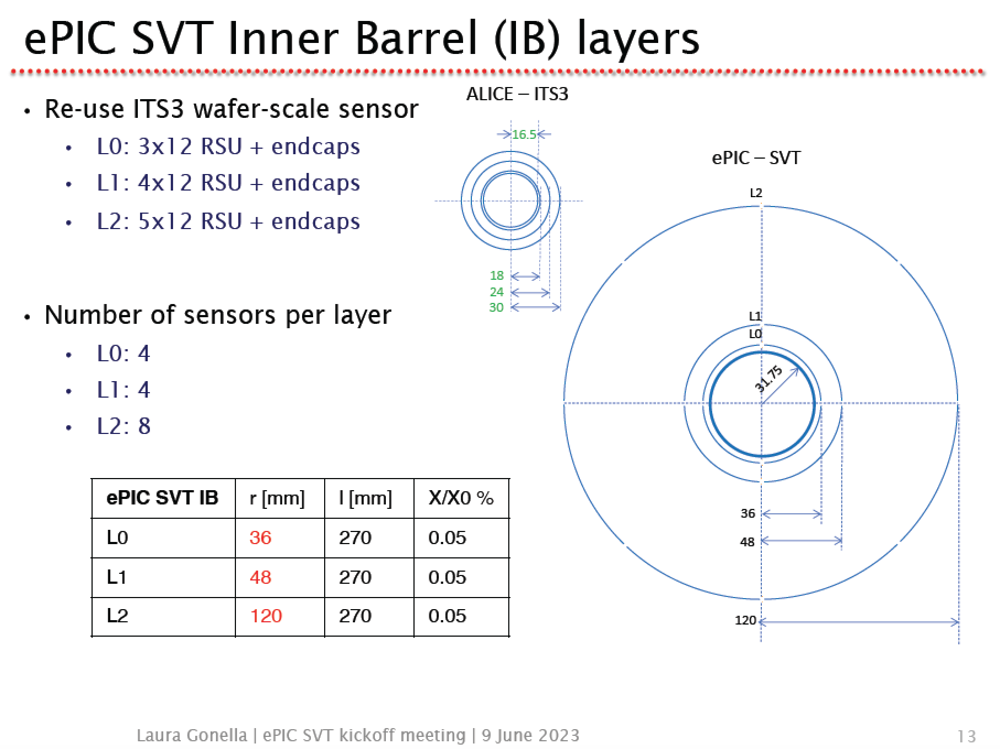 ePIC SVT Inner Barrel (IB) layers
• Re-use ITS3 wafer-scale sensor
• L0: 3x12 RSU + endcaps
• L1: 4x12 RSU + endcaps
• L2: 5x12 RSU + endcaps
• Number of sensors per layer
• L0: 4
• L1: 4
• L2: 8
ePIC SVT IB r [mm] l [mm] X/X0 %
L0 36 270 0.05
L1 48 270 0.05
L2 120 270 0.05
ALICE – ITS3
16.5
18
24
30
ePIC – SVT
L2
L1
L0
31.75
36
48
120
Laura Gonella | ePIC SVT kickoff meeting | 9 June 2023
13